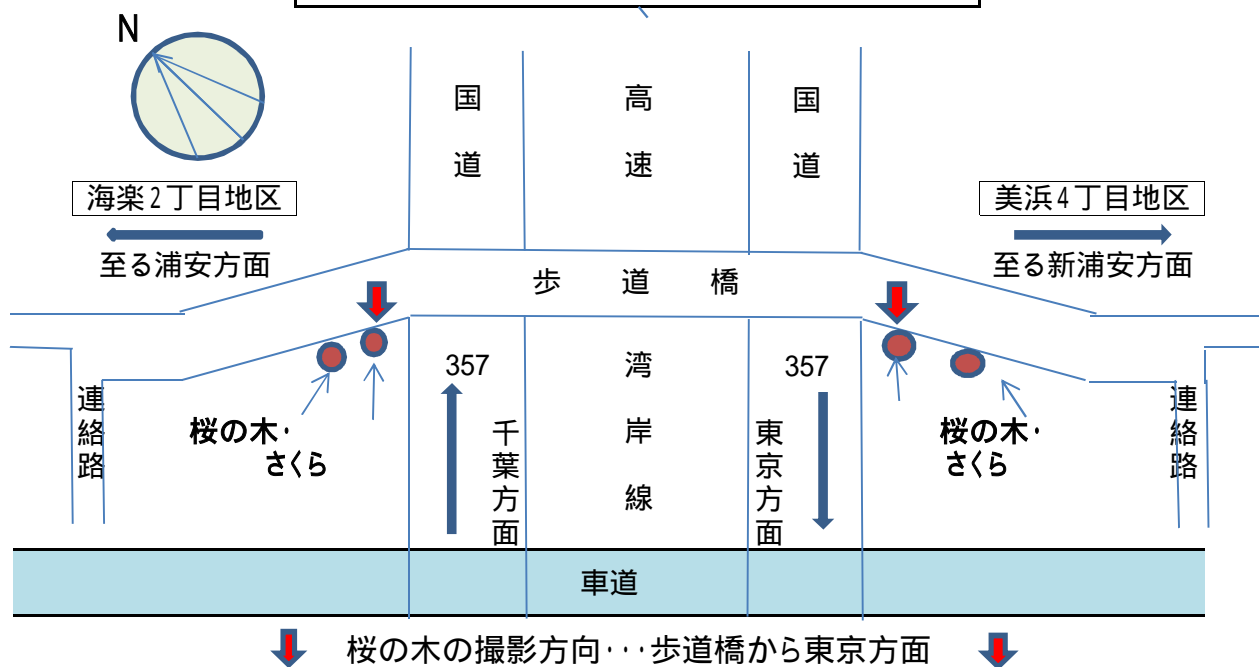 N
国道
高速
国道
海楽2丁目地区
至る浦安方面
美浜4丁目地区
至る新浦安方面
歩道橋
連絡路
桜の木・
さくら
357
千葉方面
湾岸線
357
東京方面
桜の木・
さくら
連絡路
車道
桜の木の撮影方向・・・歩道橋から東京方面